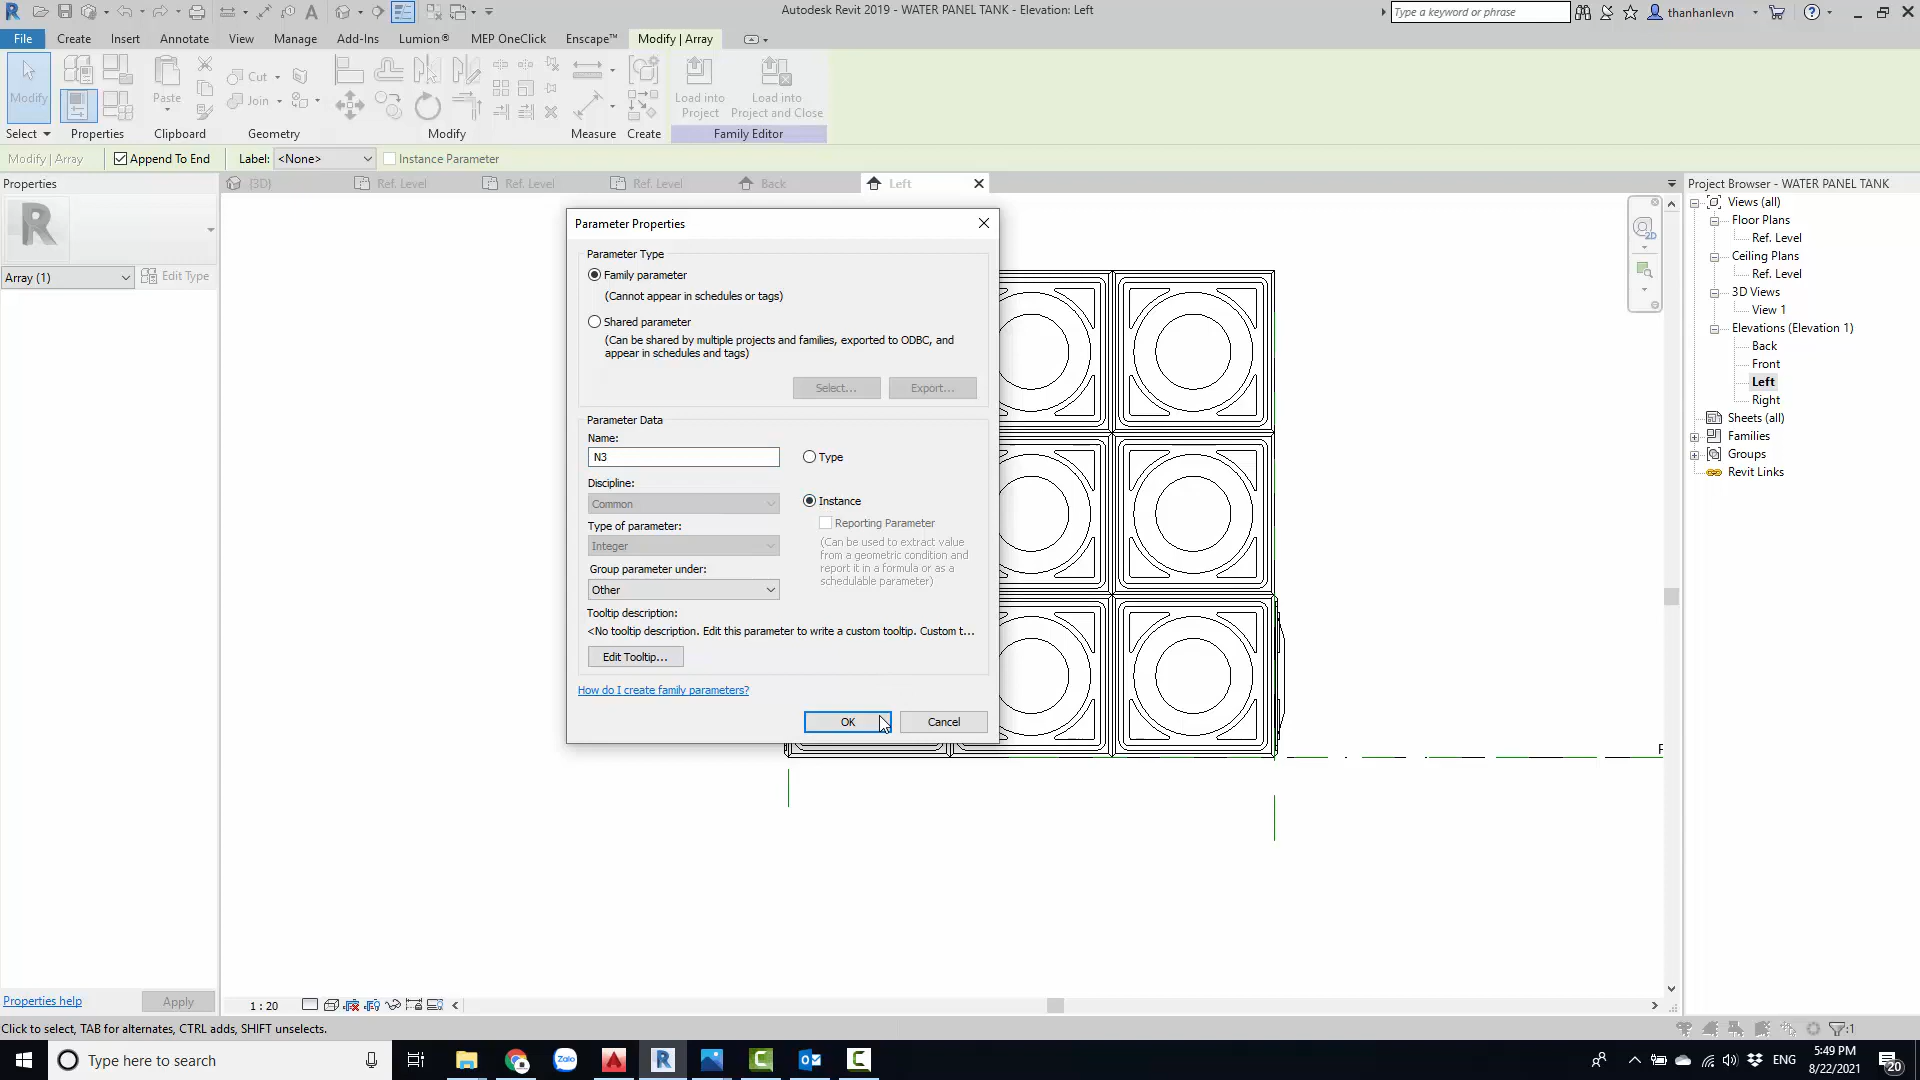 Autodesk Revit 2019 - WATER PANEL TANK - Elevation: Left
Type a keyword or phrase
thanhanlevn
File
Create
Insert
Annotate
View
Manage
Add-Ins
Lumion®
MEP OneClick
Enscape™
Modify | Array
Modify
Paste
Cut
Join
Load into
Project
Load into
Project and Close
Select
Properties
Clipboard
Geometry
Modify
Measure
Create
Family Editor
Modify | Array
Append To End
Label:
<None>
Instance Parameter
Properties
{3D}
Ref. Level
Ref. Level
Ref. Level
Back
Left
Array (1)
Edit Type
Parameter Properties
Parameter Type
Family parameter
(Cannot appear in schedules or tags)
Shared parameter
(Can be shared by multiple projects and families, exported to ODBC, and
appear in schedules and tags)
Select...
Export...
Parameter Data
Name:
N3
Type
Discipline:
Common
Instance
Reporting Parameter
Type of parameter:
Integer
(Can be used to extract value
from a geometric condition and
report it in a formula or as a
schedulable parameter)
Group parameter under:
Other
Tooltip description:
<No tooltip description. Edit this parameter to write a custom tooltip. Custom t...
Edit Tooltip...
How do I create family parameters?
OK
Cancel
2D
Project Browser - WATER PANEL TANK
Views (all)
Floor Plans
Ref. Level
Ceiling Plans
Ref. Level
3D Views
View 1
Elevations (Elevation 1)
Back
Front
Left
Right
Sheets (all)
Families
Groups
Revit Links
Properties help
Apply
1 : 20
Click to select, TAB for alternates, CTRL adds, SHIFT unselects.
:1
Type here to search
Zalo
ENG
5:49 PM
8/22/2021
20